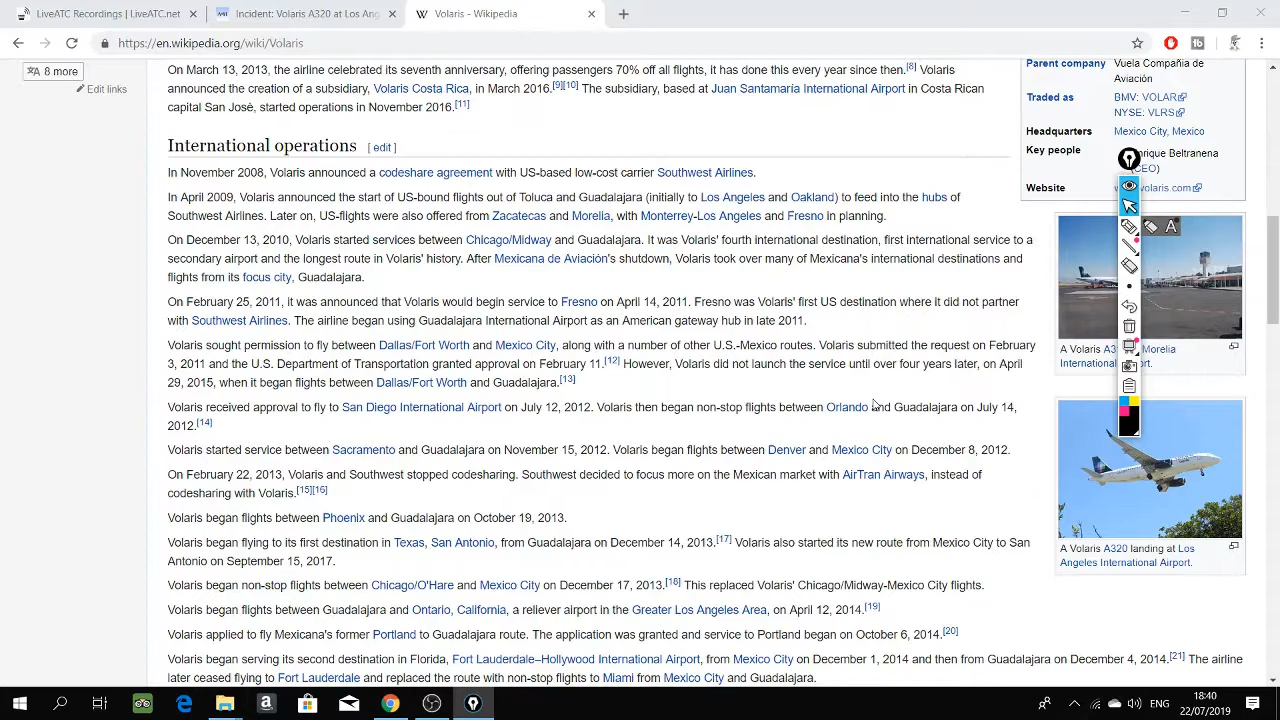 LiveATC Recordings | LiveATC.net
Incident: Volaris A320 at Los Ang
Volaris - Wikipedia
https://en.wikipedia.org/wiki/Volaris
8 more
Edit links
On March 13, 2013, the airline celebrated its seventh anniversary, offering passengers 70% off all flights, it has done this every year since then.[8] Volaris
announced the creation of a subsidiary, Volaris Costa Rica, in March 2016.[9][10] The subsidiary, based at Juan Santamaría International Airport in Costa Rican
capital San José, started operations in November 2016.[11]
International operations [ edit ]
In November 2008, Volaris announced a codeshare agreement with US-based low-cost carrier Southwest Airlines.
In April 2009, Volaris announced the start of US-bound flights out of Toluca and Guadalajara (initially to Los Angeles and Oakland) to feed into the hubs of
Southwest Airlines. Later on, US-flights were also offered from Zacatecas and Morelia, with Monterrey-Los Angeles and Fresno in planning.
On December 13, 2010, Volaris started services between Chicago/Midway and Guadalajara. It was Volaris' fourth international destination, first international service to a
secondary airport and the longest route in Volaris' history. After Mexicana de Aviación's shutdown, Volaris took over many of Mexicana's international destinations and
flights from its focus city, Guadalajara.
On February 25, 2011, it was announced that Volaris would begin service to Fresno on April 14, 2011. Fresno was Volaris' first US destination where it did not partner
with Southwest Airlines. The airline began using Guadalajara International Airport as an American gateway hub in late 2011.
Volaris sought permission to fly between Dallas/Fort Worth and Mexico City, along with a number of other U.S.-Mexico routes. Volaris submitted the request on February
3, 2011 and the U.S. Department of Transportation granted approval on February 11.[12] However, Volaris did not launch the service until over four years later, on April
29, 2015, when it began flights between Dallas/Fort Worth and Guadalajara.[13]
Volaris received approval to fly to San Diego International Airport on July 12, 2012. Volaris then began non-stop flights between Orlando and Guadalajara on July 14,
2012.[14]
Volaris started service between Sacramento and Guadalajara on November 15, 2012. Volaris began flights between Denver and Mexico City on December 8, 2012.
On February 22, 2013, Volaris and Southwest stopped codesharing. Southwest decided to focus more on the Mexican market with AirTran Airways, instead of
codesharing with Volaris.[15][16]
Volaris began flights between Phoenix and Guadalajara on October 19, 2013.
Volaris began flying to its first destination in Texas, San Antonio, from Guadalajara on December 14, 2013.[17] Volaris also started its new route from Mexico City to San
Antonio on September 15, 2017.
Volaris began non-stop flights between Chicago/O'Hare and Mexico City on December 17, 2013.[18] This replaced Volaris' Chicago/Midway-Mexico City flights.
Volaris began flights between Guadalajara and Ontario, California, a reliever airport in the Greater Los Angeles Area, on April 12, 2014.[19]
Volaris applied to fly Mexicana's former Portland to Guadalajara route. The application was granted and service to Portland began on October 6, 2014.[20]
Volaris began serving its second destination in Florida, Fort Lauderdale–Hollywood International Airport, from Mexico City on December 1, 2014 and then from Guadalajara on December 4, 2014.[21] The airline
later ceased flying to Fort Lauderdale and replaced the route with non-stop flights to Miami from Mexico City and Guadalajara.
Parent company Vuela Compañía de
Aviación
Traded as BMV: VOLAR
NYSE: VLRS
Headquarters Mexico City, Mexico
Key people nrique Beltranena
(CEO)
Website volaris.com
A
A Volaris A31 Morelia
International ort.
A Volaris A320 landing at Los
Angeles International Airport.
ENG
18:40
22/07/2019